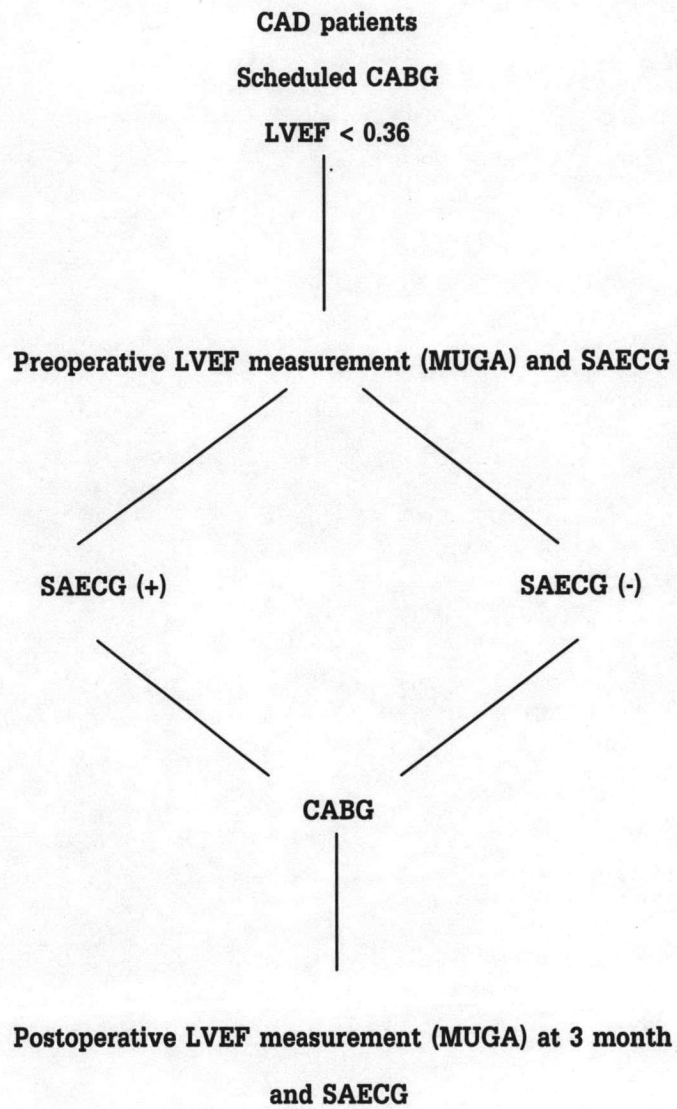 CAD patients
Scheduled CABG
LVEF < 0.36
Preoperative LVEF measurement (MUGA) and SAECG
SAECG (+)
SAECG (-)
CABG
Postoperative LVEF measurement (MUGA) at 3 month
and SAECG